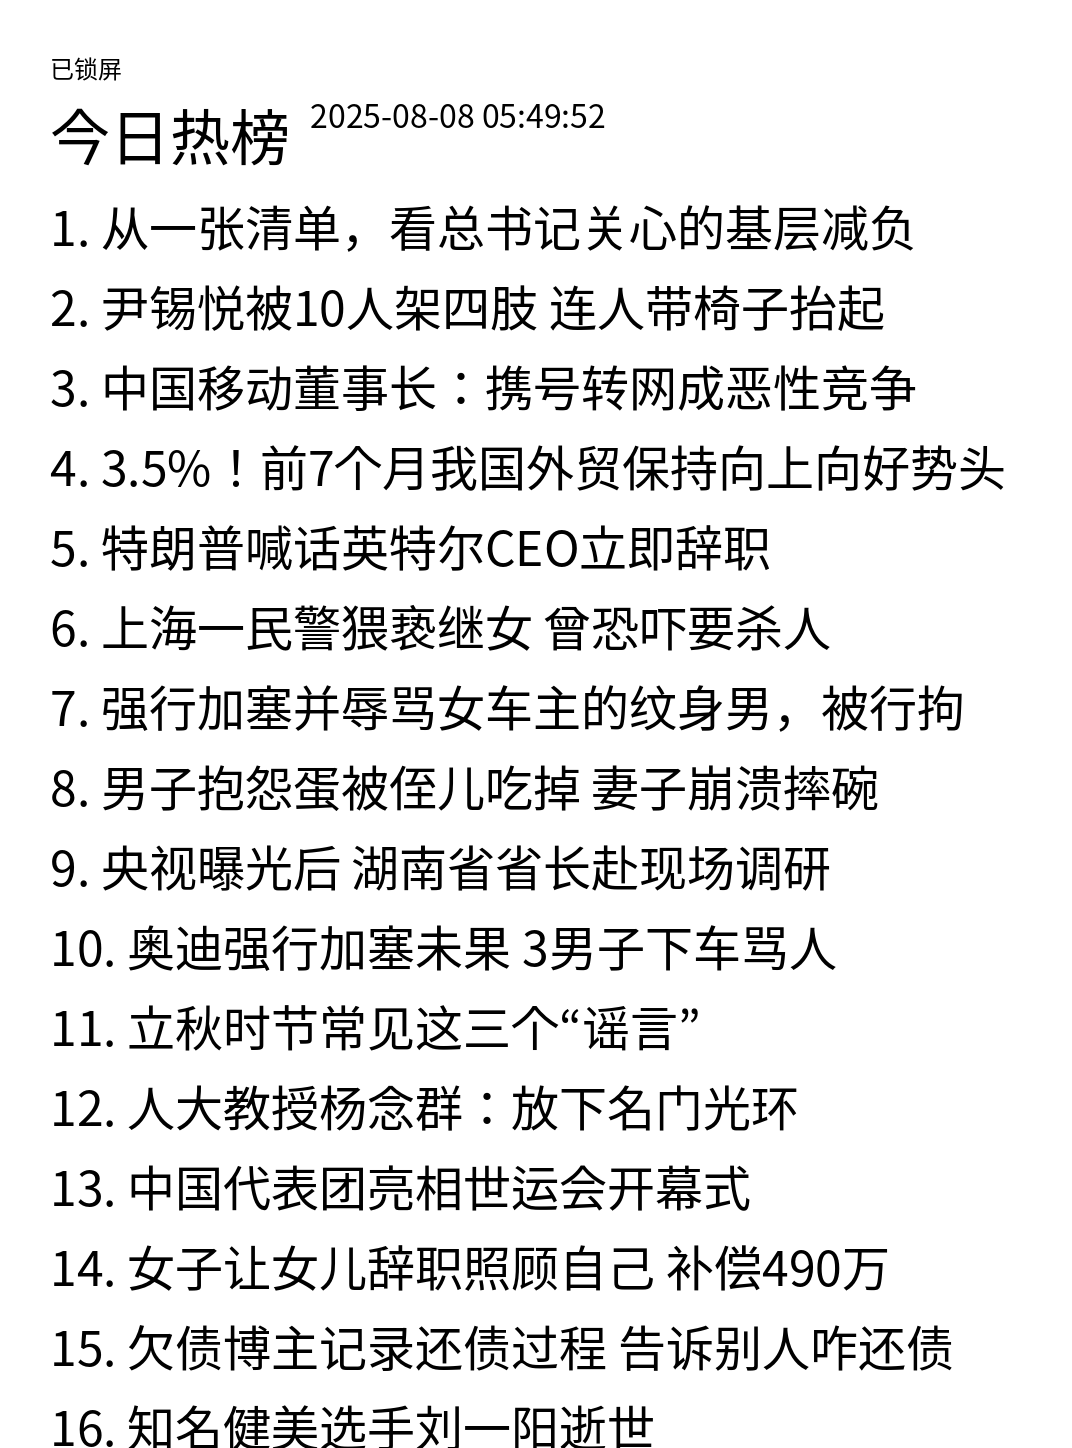 已锁屏
今日热榜 2025-08-08 05:49:52
1. 从一张清单，看总书记关心的基层减负
2. 尹锡悦被10人架四肢 连人带椅子抬起
3. 中国移动董事长：携号转网成恶性竞争
4. 3.5%！前7个月我国外贸保持向上向好势头
5. 特朗普喊话英特尔CEO立即辞职
6. 上海一民警猥亵继女 曾恐吓要杀人
7. 强行加塞并辱骂女车主的纹身男，被行拘
8. 男子抱怨蛋被侄儿吃掉 妻子崩溃摔碗
9. 央视曝光后 湖南省省长赴现场调研
10. 奥迪强行加塞未果 3男子下车骂人
11. 立秋时节常见这三个“谣言”
12. 人大教授杨念群：放下名门光环
13. 中国代表团亮相世运会开幕式
14. 女子让女儿辞职照顾自己 补偿490万
15. 欠债博主记录还债过程 告诉别人咋还债
16. 知名健美选手刘一阳逝世